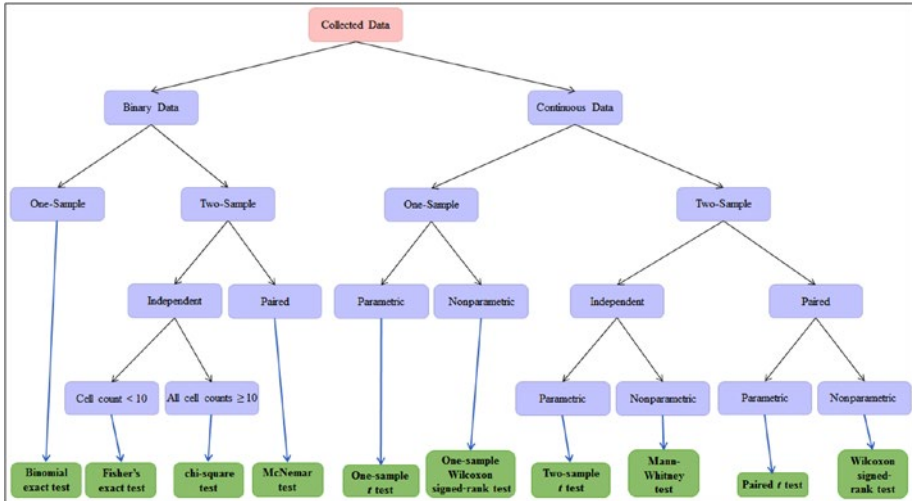 Collected Data
Binary Data
Continuous Data
One-Sample
Two-Sample
One-Sample
Two-Sample
Independent
Paired
Parametric
Nonparametric
Independent
Paired
Cell count < 10
All cell counts ≥ 10
Parametric
Nonparametric
Parametric
Nonparametric
Binomial
exact test
Fisher's
exact test
chi-square
test
McNemar
test
One-sample
t test
One-sample
Wilcoxon
signed-rank test
Two-sample
t test
Mann-
Whitney
test
Paired t test
Wilcoxon
signed-
rank test